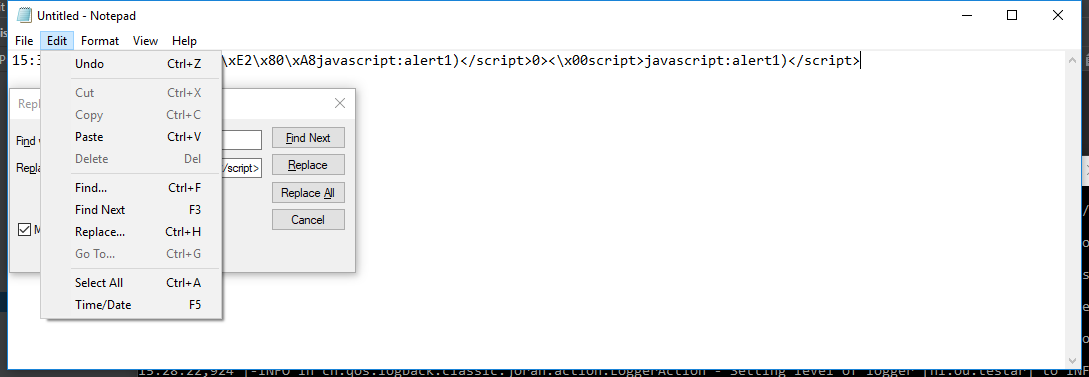 Untitled - Notepad
File Edit Format View Help
15:3 \xE2\x80\xA8javascript:alert1)</script>0><\x00script>javascript:alert1)</script>
Undo Ctrl+Z
Cut Ctrl+X
Copy Ctrl+C
Paste Ctrl+V
Delete Del
Find... Ctrl+F
Find Next F3
Replace... Ctrl+H
Go To... Ctrl+G
Select All Ctrl+A
Time/Date F5
Repl
Find w
Find Next
Repla /script>
Replace
Replace All
M
Cancel
15:28:22,924 |-INFO in ch.qos.logback.classic.joran.action.LoggerAction - Setting level of logger [nl.ou.testar] to INF